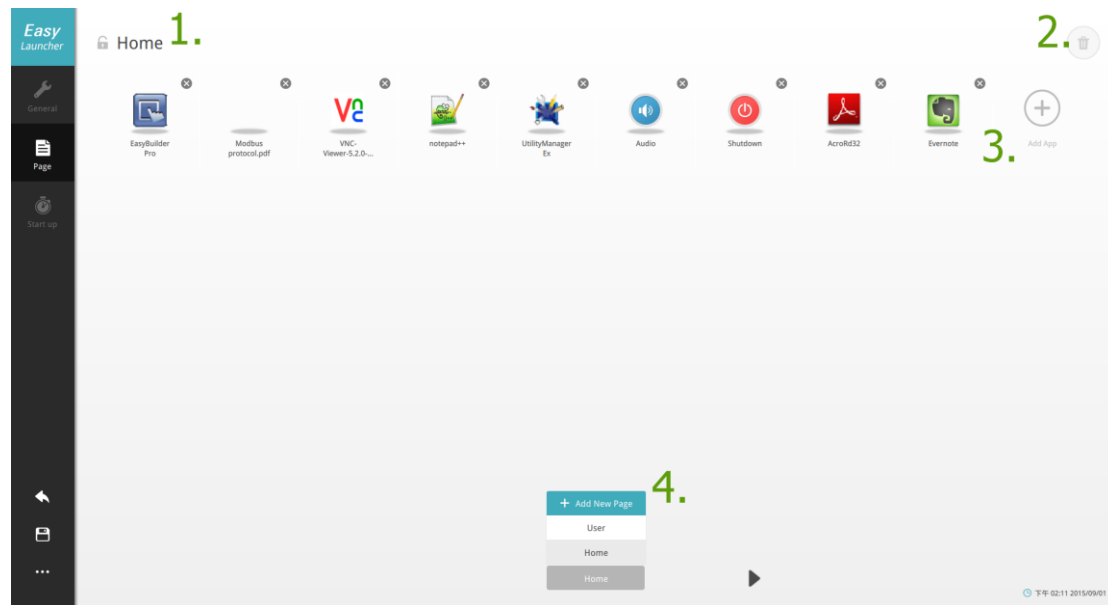 Easy
Launcher
Home
1.
2.
General
Page
Start up
EasyBuilder
Pro
Modbus
protocol.pdf
VNC-
Viewer-5.2.0-...
notepad++
UtilityManager
Ex
Audio
Shutdown
AcroRd32
Evernote
3.
Add App
4.
+ Add New Page
User
Home
Home
下午 02:11 2015/09/01